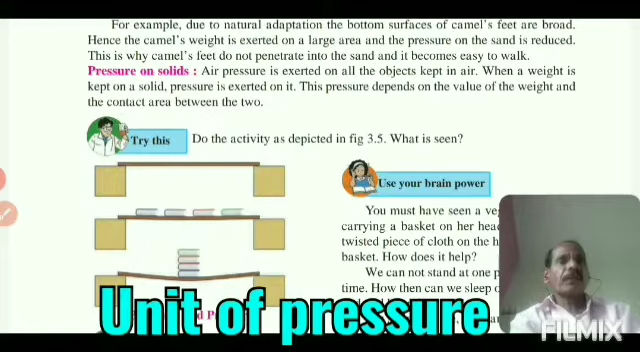 For example, due to natural adaptation the bottom surfaces of camel's feet are broad.
Hence the camel's weight is exerted on a large area and the pressure on the sand is reduced.
This is why camel's feet do not penetrate into the sand and it becomes easy to walk.
Pressure on solids : Air pressure is exerted on all the objects kept in air. When a weight is
kept on a solid, pressure is exerted on it. This pressure depends on the value of the weight and
the contact area between the two.
Try this
Do the activity as depicted in fig 3.5. What is seen?
Use your brain power
You must have seen a
carrying a basket on her
twisted piece of cloth on the
basket. How does it help?
We can not stand at one
time. How then can we sleep
Unit of pressure
FILMIX